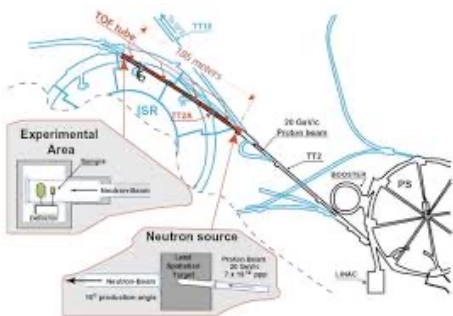 TOF tube
TT10
185 meters
ISR
TT2A
20 GeV/c
Proton beam
TT2
Experimental
Area
Sample
Neutron-Beam
Detector
BOOSTER
PS
LINAC
Neutron source
Lead
Spallation
Target
Proton Beam
20 GeV/c
Neutron-Beam
10° production angle